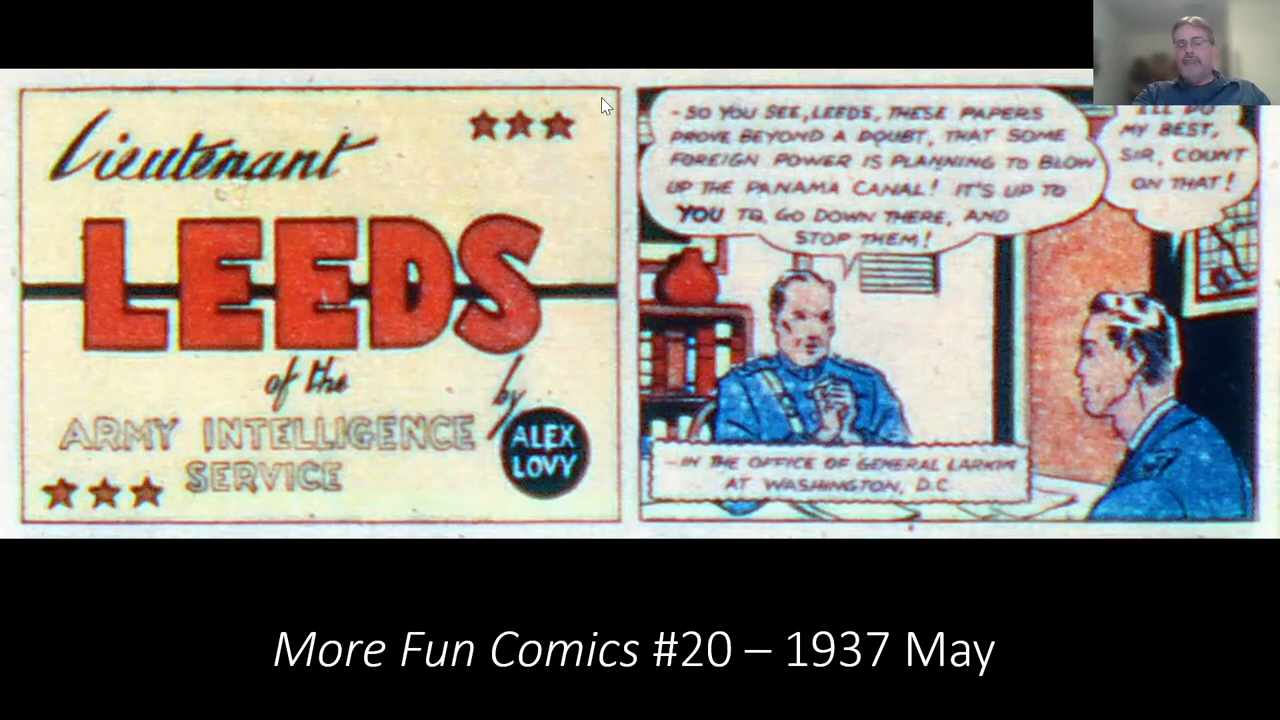 Lieutenant
LEEDS
of the
ARMY INTELLIGENCE
SERVICE
by
ALEX
LOVY
- SO YOU SEE, LEEDS, THESE PAPERS
PROVE BEYOND A DOUBT, THAT SOME
FOREIGN POWER IS PLANNING TO BLOW
UP THE PANAMA CANAL! IT'S UP TO
YOU TO GO DOWN THERE, AND
STOP THEM!
I'LL DO
MY BEST,
SIR, COUNT
ON THAT!
-IN THE OFFICE OF GENERAL LARKIN
AT WASHINGTON, D.C.
More Fun Comics #20 – 1937 May